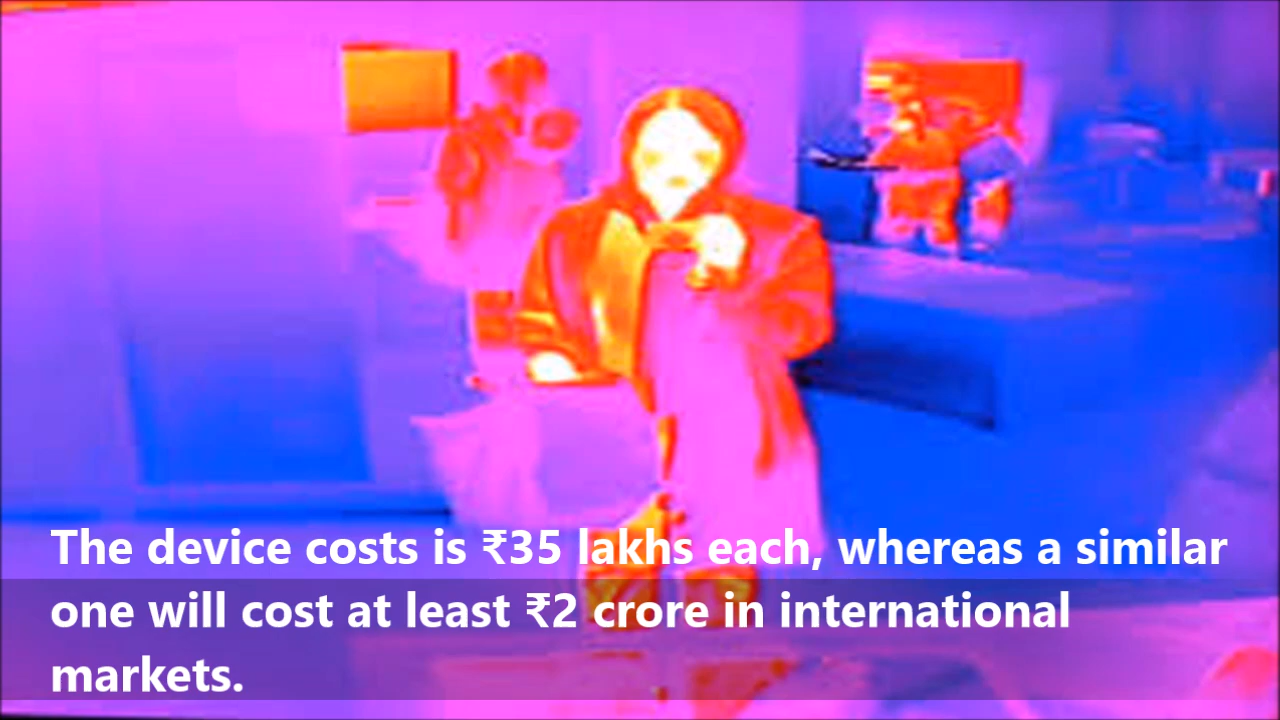 The device costs is ₹35 lakhs each, whereas a similar
one will cost at least ₹2 crore in international
markets.